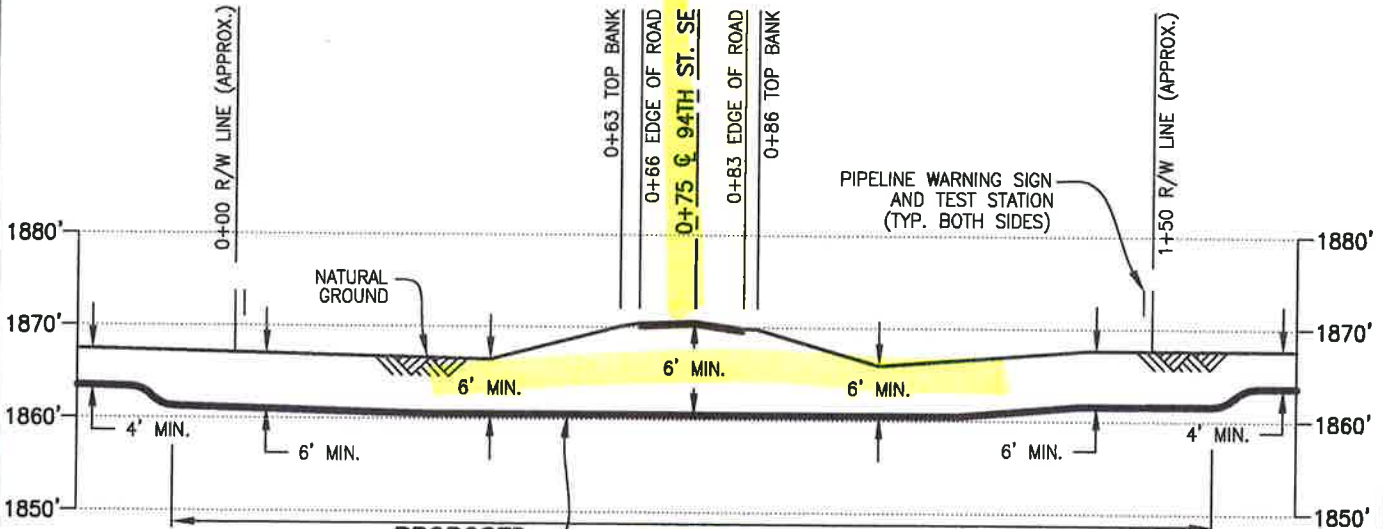 0+00 R/W LINE (APPROX.)
0+63 TOP BANK
0+66 EDGE OF ROAD
0+75 ℄ 94TH ST. SE
0+83 EDGE OF ROAD
0+86 TOP BANK
1+50 R/W LINE (APPROX.)
PIPELINE WARNING SIGN
AND TEST STATION
(TYP. BOTH SIDES)
1880'
1880'
NATURAL
GROUND
1870'
1870'
6' MIN.
6' MIN.
6' MIN.
1860'
1860'
4' MIN.
6' MIN.
6' MIN.
4' MIN.
1850'
1850'
PROPOSED